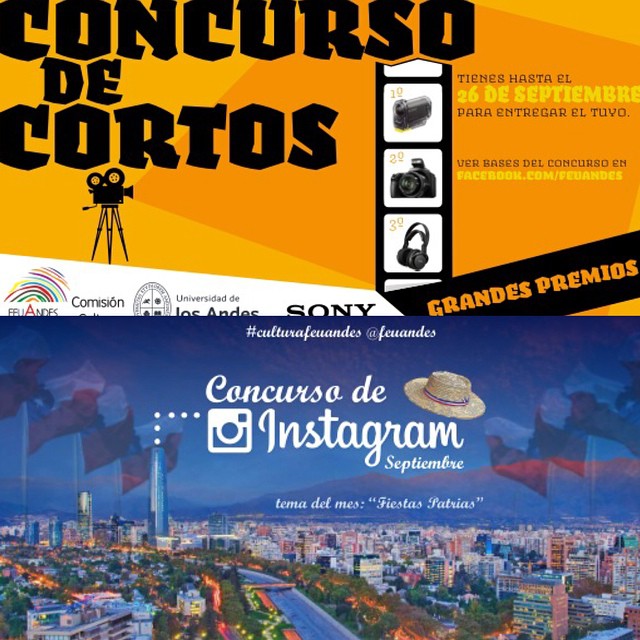 CONCURSO
DE
CORTOS
TIENES HASTA EL
26 DE SEPTIEMBRE
PARA ENTREGAR EL TUYO.
1º
2º
VER BASES DEL CONCURSO EN
FACEBOOK.COM/FEUANDES
3º
GRANDES PREMIOS
FEUANDES
Comisión
Universidad de
los Andes
SONY
#culturafeuandes @feuandes
Concurso de
Instagram
Septiembre
tema del mes: "Fiestas Patrias"